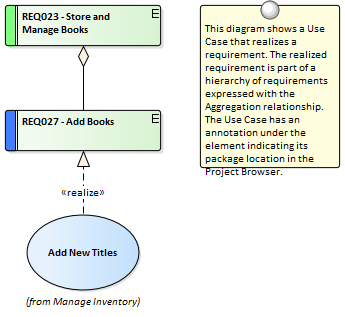 REQ023 - Store and
Manage Books
E
This diagram shows a Use
Case that realizes a
requirement. The realized
requirement is part of a
hierarchy of requirements
expressed with the
Aggregation relationship.
The Use Case has an
annotation under the
element indicating its
package location in the
Project Browser.
REQ027 - Add Books
E
«realize»
Add New Titles
(from Manage Inventory)